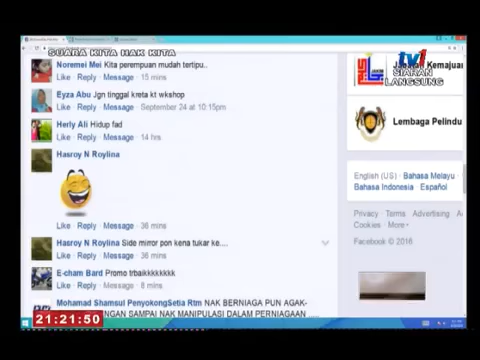 SUARA KITA HAK KITA
tv1
SIARAN
LANGSUNG
Noremei Mei Kita perempuan mudah tertipu..
Like · Reply · Message · 15 mins
Eyza Abu Jgn tinggal kreta kt wkshop
Like · Reply · Message · September 24 at 10:15pm
Herly Ali Hidup fad
Like · Reply · Message · 14 hrs
Hasroy N Roylina
Like · Reply · Message · 36 mins
Hasroy N Roylina Side mirror pon kena tukar ke....
Like · Reply · Message · 36 mins
E-cham Bard Promo trbaikkkkkkkk
Like · Reply · Message · 8 mins
Mohamad Shamsul PenyokongSetia Rtm NAK BERNIAGA PUN AGAK-
SAMPAI NAK MANIPULASI DALAM PERNIAGAAN ......
Kemajuan
Lembaga Pelindu
English (US) · Bahasa Melayu ·
Bahasa Indonesia · Español
Privacy · Terms · Advertising ·
Cookies · More
Facebook © 2016
21:21:50